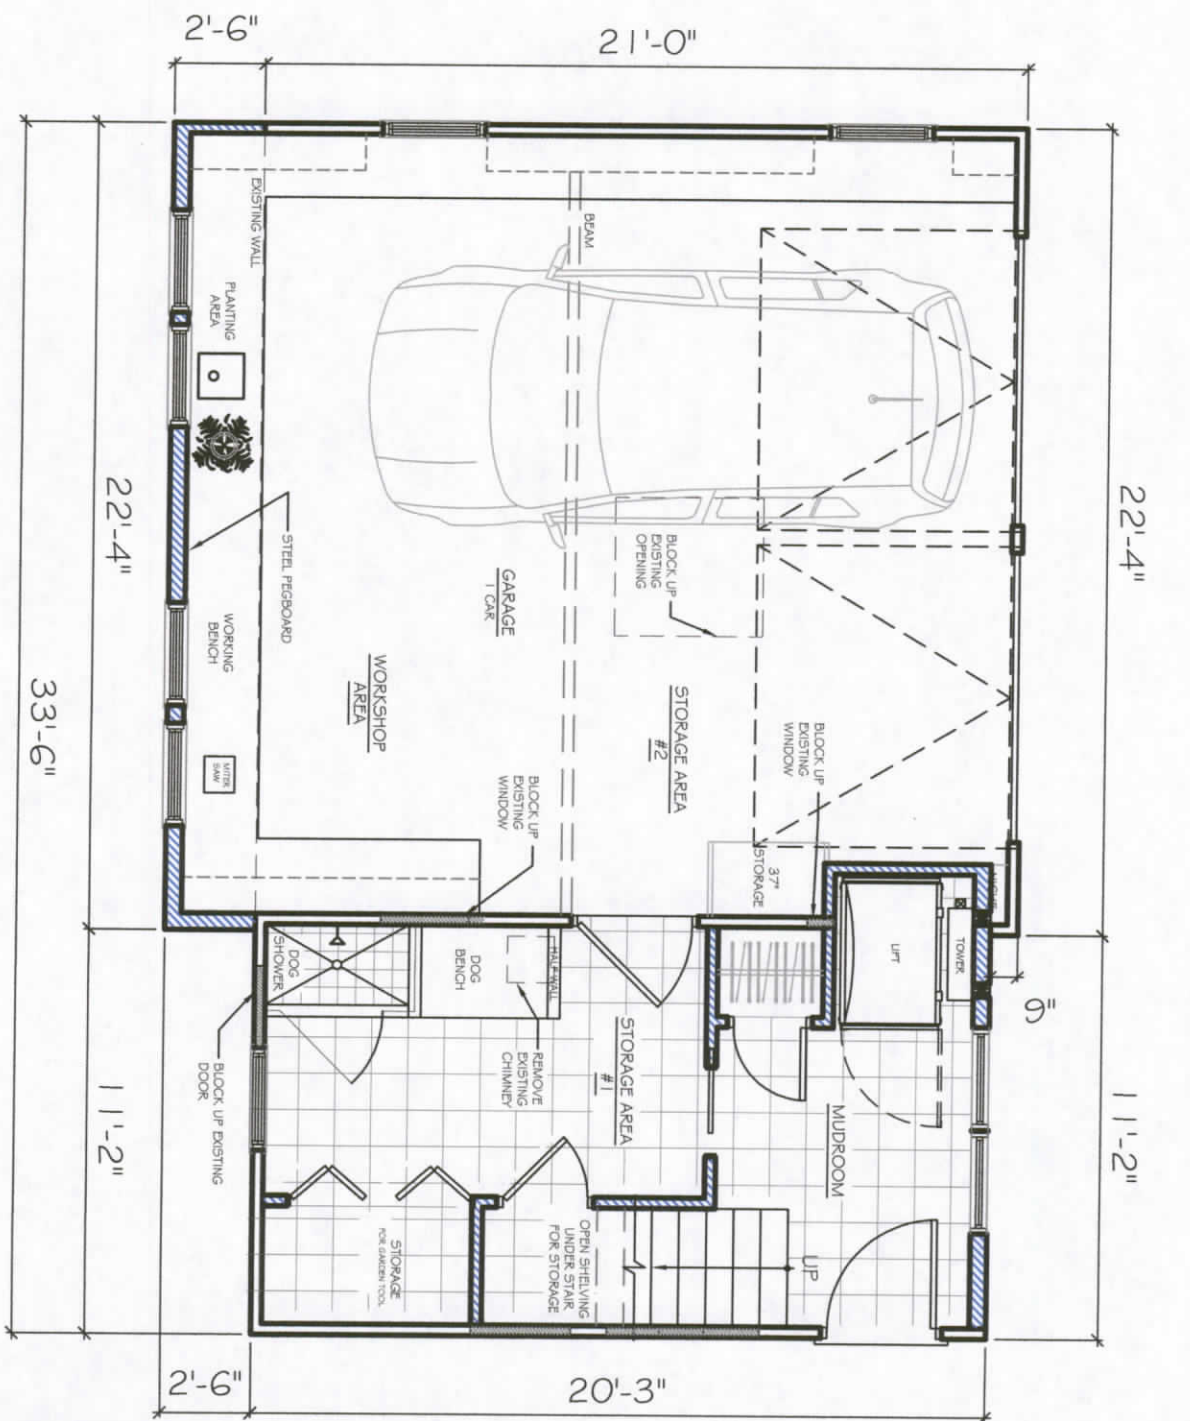 2'-6"
21'-0"
22'-4"
33'-6"
22'-4"
11'-2"
11'-2"
9"
2'-6"
20'-3"
EXISTING WALL
BEAM
PLANTING
AREA
STEEL PEGBOARD
WORKING
BENCH
MITER
SAW
GARAGE
1 CAR
WORKSHOP
AREA
BLOCK UP
EXISTING
OPENING
STORAGE AREA
#2
BLOCK UP
EXISTING
WINDOW
BLOCK UP
EXISTING
WINDOW
37"
STORAGE
LIFT
TOWER
DOG
SHOWER
DOG
BENCH
HALF WALL
REMOVE
EXISTING
CHIMNEY
STORAGE AREA
#1
MUDROOM
BLOCK UP EXISTING
DOOR
STORAGE
FOR GARDEN TOOL
OPEN SHELVING
UNDER STAIR
FOR STORAGE
UP